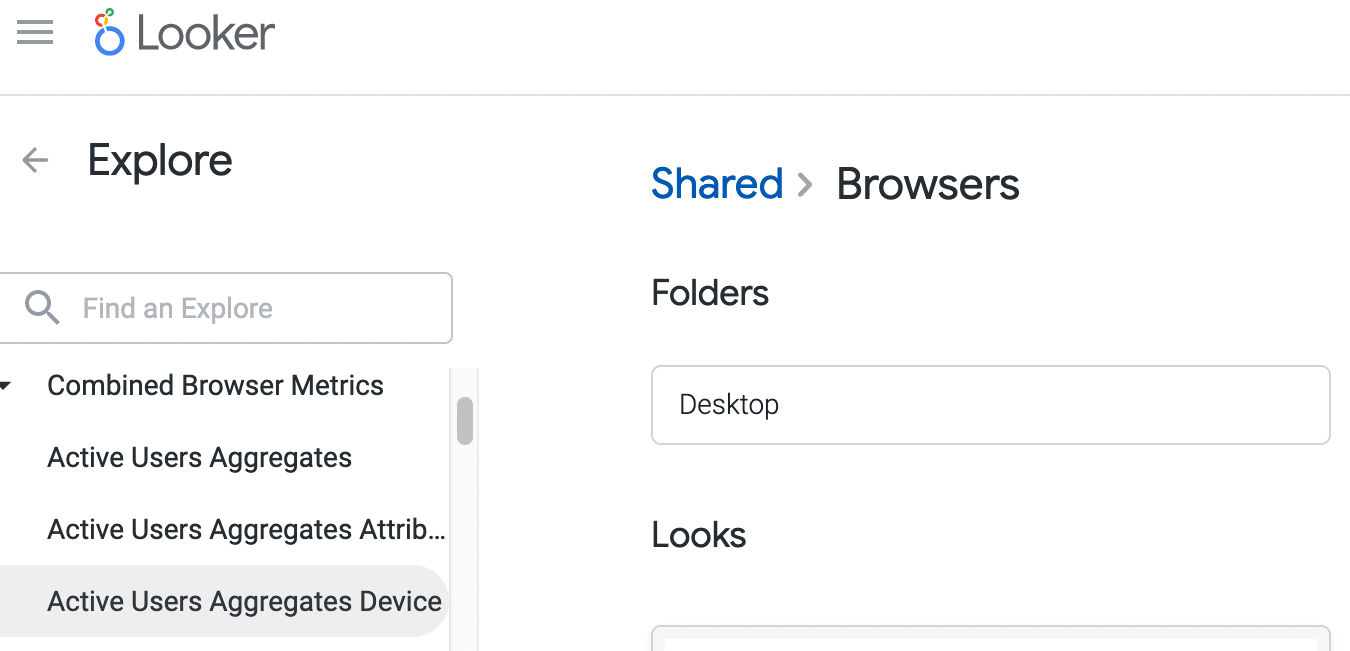 Looker
Explore
Find an Explore
Combined Browser Metrics
Active Users Aggregates
Active Users Aggregates Attrib...
Active Users Aggregates Device
Shared > Browsers
Folders
Desktop
Looks